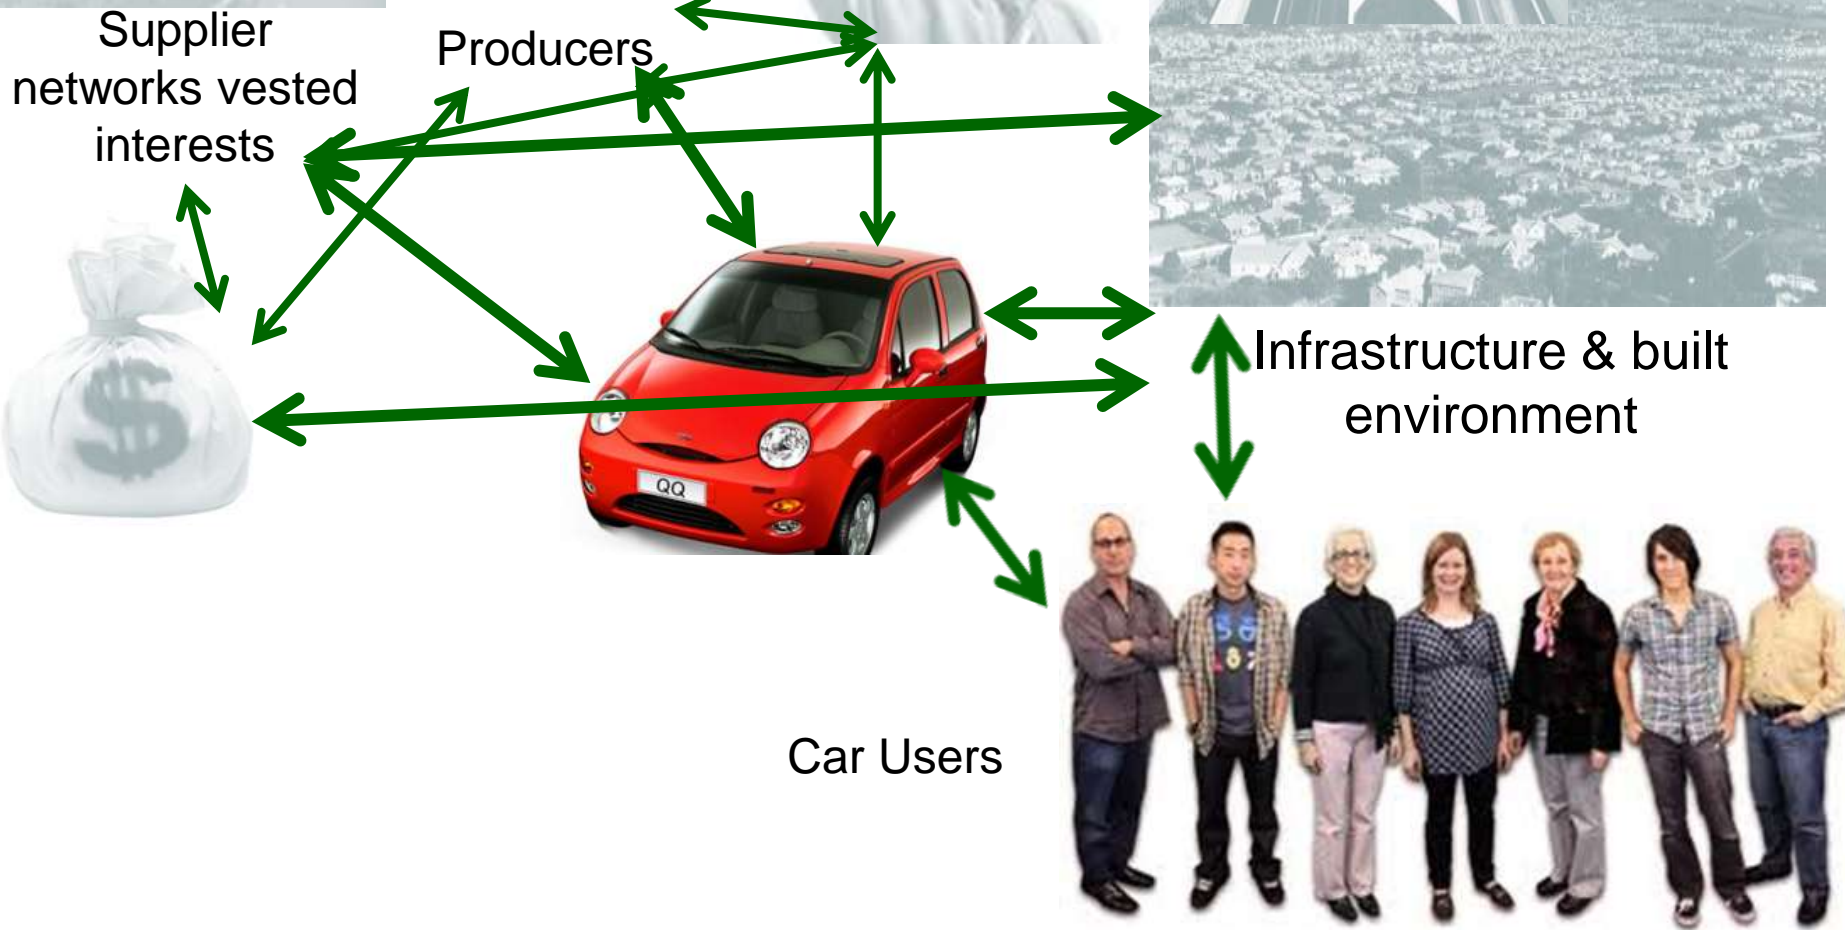 Supplier
networks vested
interests
Producers
$
Infrastructure & built
environment
QQ
Car Users